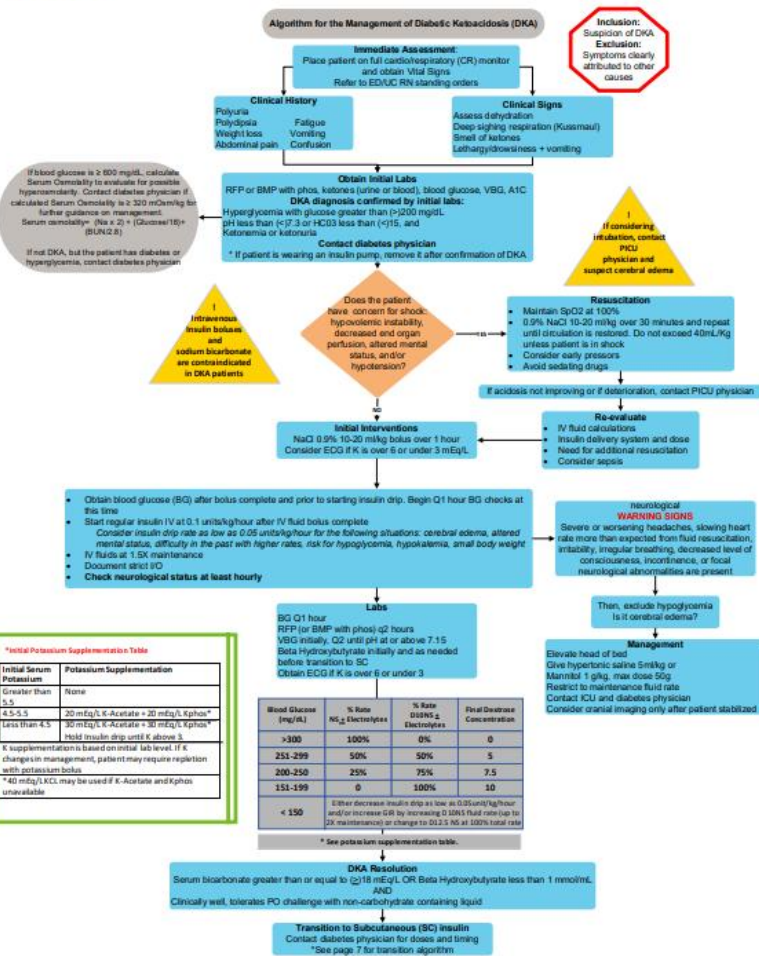 Algorithm for the Management of Diabetic Ketoacidosis (DKA)
Inclusion:
Suspicion of DKA
Exclusion:
Symptoms clearly
attributed to other
causes
Immediate Assessment:
Place patient on full cardio/respiratory (CR) monitor
and obtain Vital Signs
Refer to ED/UC RN standing orders
Clinical History
Polyuria
Polydipsia Fatigue
Weight loss Vomiting
Abdominal pain Confusion
Clinical Signs
Assess dehydration
Deep sighing respiration (Kussmaul)
Smell of ketones
Lethargy/drowsiness + vomiting
If blood glucose is ≥ 600 mg/dL, calculate
Serum Osmolality to evaluate for possible
hyperosmolarity. Contact diabetes physician if
calculated Serum Osmolality is ≥ 320 mOsm/kg for
further guidance on management.
Serum osmolality= (Na x 2) + (Glucose/18)+
(BUN/2.8)
If not DKA, but the patient has diabetes or
hyperglycemia, contact diabetes physician
Obtain Initial Labs
RFP or BMP with phos, ketones (urine or blood), blood glucose, VBG, A1C
DKA diagnosis confirmed by initial labs:
Hyperglycemia with glucose greater than (>)200 mg/dL
pH less than (<)7.3 or HC03 less than (<)15, and
Ketonemia or ketonuria
Contact diabetes physician
* If patient is wearing an insulin pump, remove it after confirmation of DKA
!
If considering
intubation, contact
PICU
physician and
suspect cerebral edema
!
Intravenous
Insulin boluses
and
sodium bicarbonate
are contraindicated
in DKA patients
Does the patient
have concern for shock:
hypovolemic instability,
decreased end organ
perfusion, altered mental
status, and/or
hypotension?
YES
Resuscitation
• Maintain SpO2 at 100%
• 0.9% NaCl 10-20 ml/kg over 30 minutes and repeat
until circulation is restored. Do not exceed 40mL/Kg
unless patient is in shock
• Consider early pressors
• Avoid sedating drugs
If acidosis not improving or if deterioration, contact PICU physician
NO
Re-evaluate
• IV fluid calculations
• Insulin delivery system and dose
• Need for additional resuscitation
• Consider sepsis
Initial Interventions
NaCl 0.9% 10-20 ml/kg bolus over 1 hour
Consider ECG if K is over 6 or under 3 mEq/L
• Obtain blood glucose (BG) after bolus complete and prior to starting insulin drip. Begin Q1 hour BG checks at
this time
• Start regular insulin IV at 0.1 units/kg/hour after IV fluid bolus complete
Consider insulin drip rate as low as 0.05 units/kg/hour for the following situations: cerebral edema, altered
mental status, difficulty in the past with higher rates, risk for hypoglycemia, hypokalemia, small body weight
• IV fluids at 1.5X maintenance
• Document strict I/O
• Check neurological status at least hourly
neurological
WARNING SIGNS
Severe or worsening headaches, slowing heart
rate more than expected from fluid resuscitation,
irritability, irregular breathing, decreased level of
consciousness, incontinence, or focal
neurological abnormalities are present
Then, exclude hypoglycemia
Is it cerebral edema?
Management
Elevate head of bed
Give hypertonic saline 5ml/kg or
Mannitol 1 g/kg, max dose 50g
Restrict to maintenance fluid rate
Contact ICU and diabetes physician
Consider cranial imaging only after patient stabilized
Labs
BG Q1 hour
RFP (or BMP with phos) q2 hours
VBG initially, Q2 until pH at or above 7.15
Beta Hydroxybutyrate initially and as needed
before transition to SC
Obtain ECG if K is over 6 or under 3
*Initial Potassium Supplementation Table
Initial Serum Potassium Potassium Supplementation
Greater than 5.5 None
4.5-5.5 20 mEq/L K-Acetate + 20 mEq/L Kphos*
Less than 4.5 30 mEq/L K-Acetate +30 mEq/L Kphos*
Hold Insulin drip until K above 3.
K supplementation is based on initial lab level. If K
changes in management, patient may require repletion
with potassium bolus
*40 mEq/L KCL may be used if K-Acetate and Kphos
unavailable
Blood Glucose (mg/dL) % Rate NS ± Electrolytes % Rate D10NS ± Electrolytes Final Dextrose Concentration
>300 100% 0% 0
251-299 50% 50% 5
200-250 25% 75% 7.5
151-199 0 100% 10
< 150 Either decrease insulin drip as low as 0.05unit/kg/hour
and/or increase GIR by increasing D10NS fluid rate (up to
2X maintenance) or change to D12.5 NS at 100% total rate
* See potassium supplementation table.
DKA Resolution
Serum bicarbonate greater than or equal to (≥)18 mEq/L OR Beta Hydroxybutyrate less than 1 mmol/mL
AND
Clinically well, tolerates PO challenge with non-carbohydrate containing liquid
Transition to Subcutaneous (SC) insulin
Contact diabetes physician for doses and timing
*See page 7 for transition algorithm